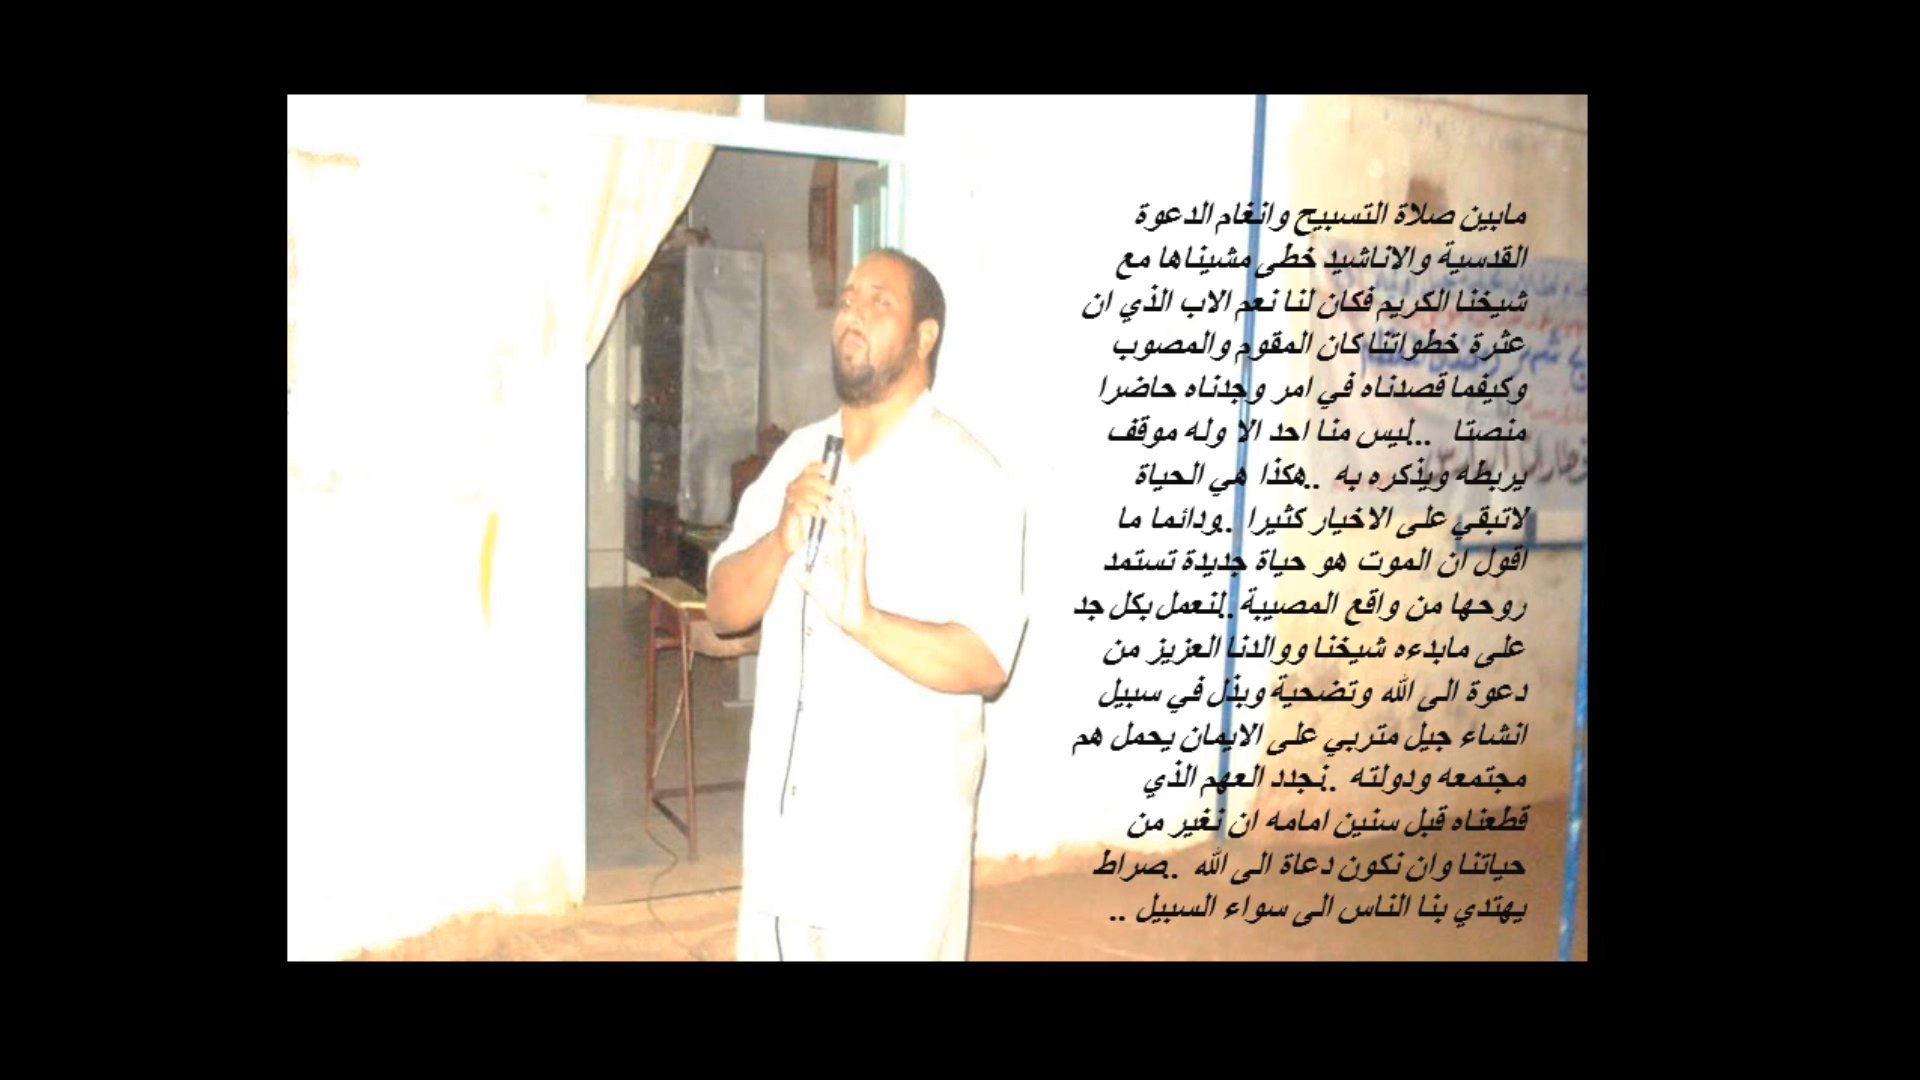 مابين صلاة التسبيح وانغام الدعوة
القدسية والاناشيد خطى مشيناها مع
شيخنا الكريم فكان لنا نعم الاب الذي ان
عثرة خطواتنا كان المقوم والمصوب
وكيفما قصدناه في امر وجدناه حاضرا
منصتا ..ليس منا احد الا وله موقف
يربطه ويذكره به ..هكذا هي الحياة
لاتبقي على الاخيار كثيرا ..ودائما ما
اقول ان الموت هو حياة جديدة تستمد
روحها من واقع المصيبة ..لنعمل بكل جد
على مابدءه شيخنا ووالدنا العزيز من
دعوة الى الله وتضحية وبذل في سبيل
انشاء جيل متربي على الايمان يحمل هم
مجتمعه ودولته ..نجدد العهم الذي
قطعناه قبل سنين امامه ان نغير من
حياتنا وان نكون دعاة الى الله ..صراط
يهتدي بنا الناس الى سواء السبيل ..